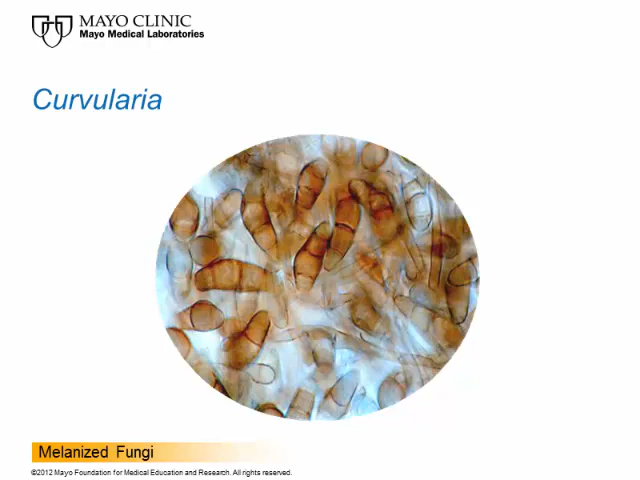 MAYO CLINIC
Mayo Medical Laboratories
Curvularia
Melanized Fungi
©2012 Mayo Foundation for Medical Education and Research. All rights reserved.